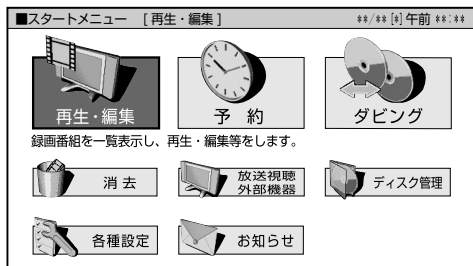 ■スタートメニュー ［再生・編集］ **/**[*]午前 **:**
再生・編集
予 約
ダビング
録画番組を一覧表示し、再生・編集等をします。
消 去
放送視聴
外部機器
ディスク管理
各種設定
お知らせ